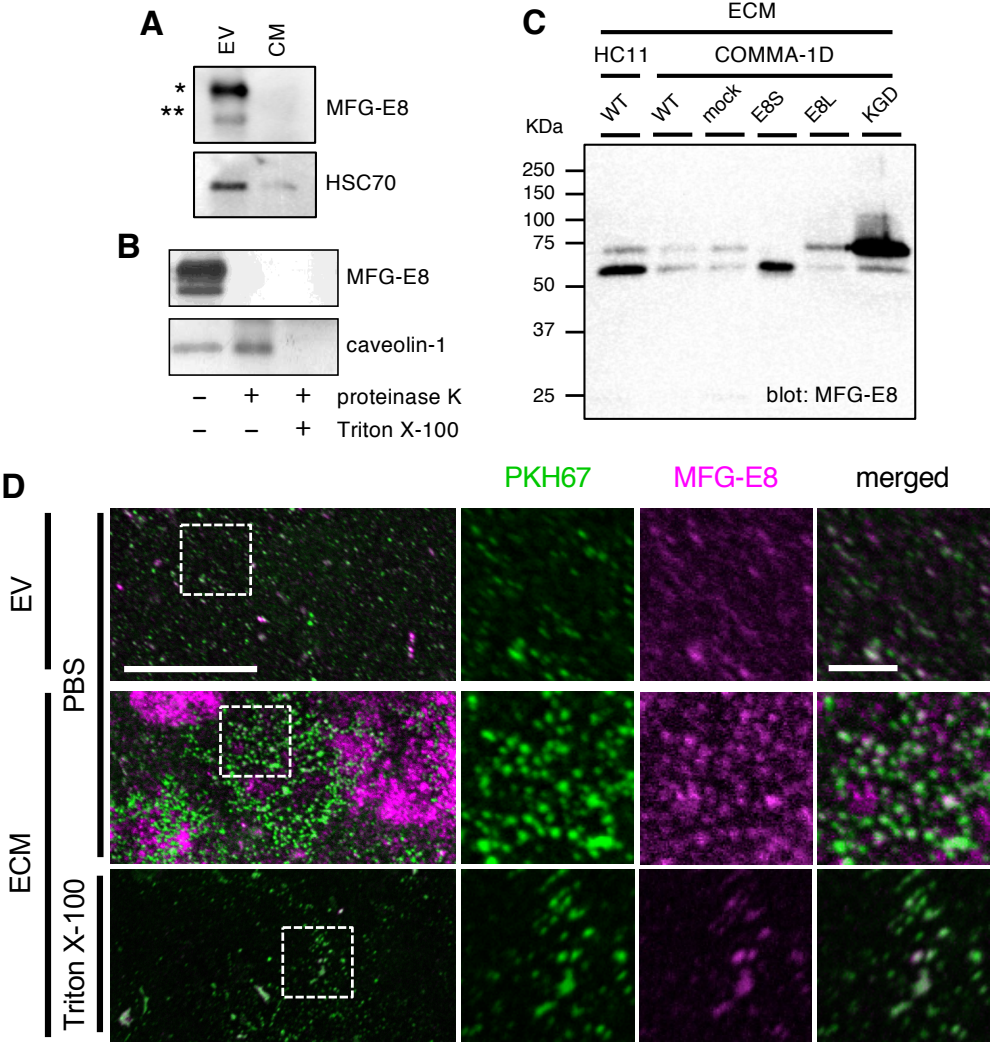 A
EV
CM
*
**
MFG-E8
HSC70
B
MFG-E8
caveolin-1
– + + proteinase K
– – + Triton X-100
C
ECM
HC11 COMMA-1D
KDa
WT WT mock E8S E8L KGD
250
150
100
75
50
37
25
blot: MFG-E8
D
PKH67 MFG-E8 merged
EV
PBS
ECM
Triton X-100